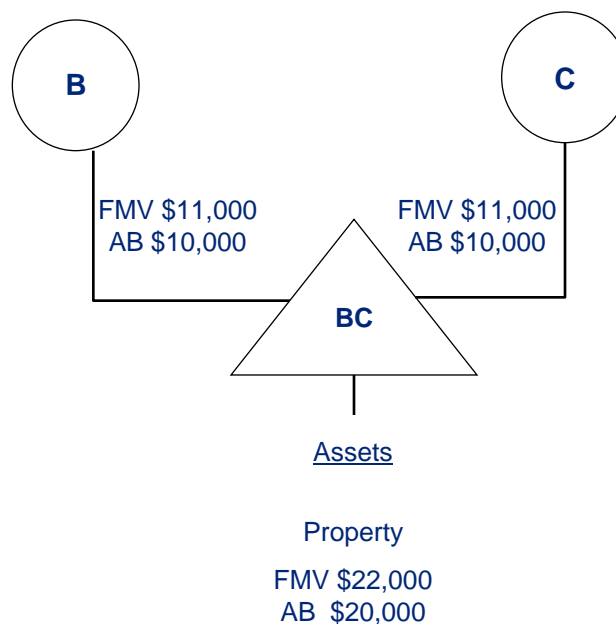 B
C
FMV $11,000
AB $10,000
FMV $11,000
AB $10,000
BC
Assets
Property
FMV $22,000
AB $20,000